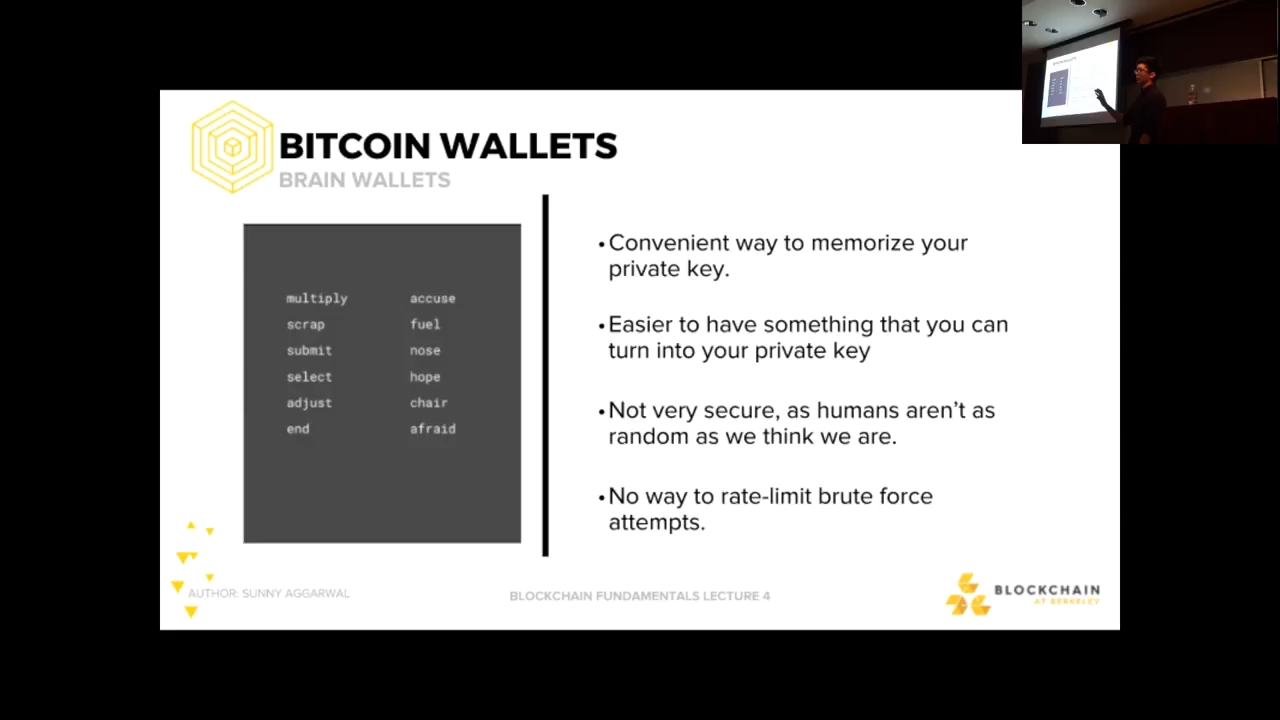 BITCOIN WALLETS
BRAIN WALLETS
multiply accuse
scrap fuel
submit nose
select hope
adjust chair
end afraid
•Convenient way to memorize your
private key.
•Easier to have something that you can
turn into your private key
•Not very secure, as humans aren't as
random as we think we are.
•No way to rate-limit brute force
attempts.
AUTHOR: SUNNY AGGARWAL
BLOCKCHAIN FUNDAMENTALS LECTURE 4
BLOCKCHAIN
AT BERKELEY